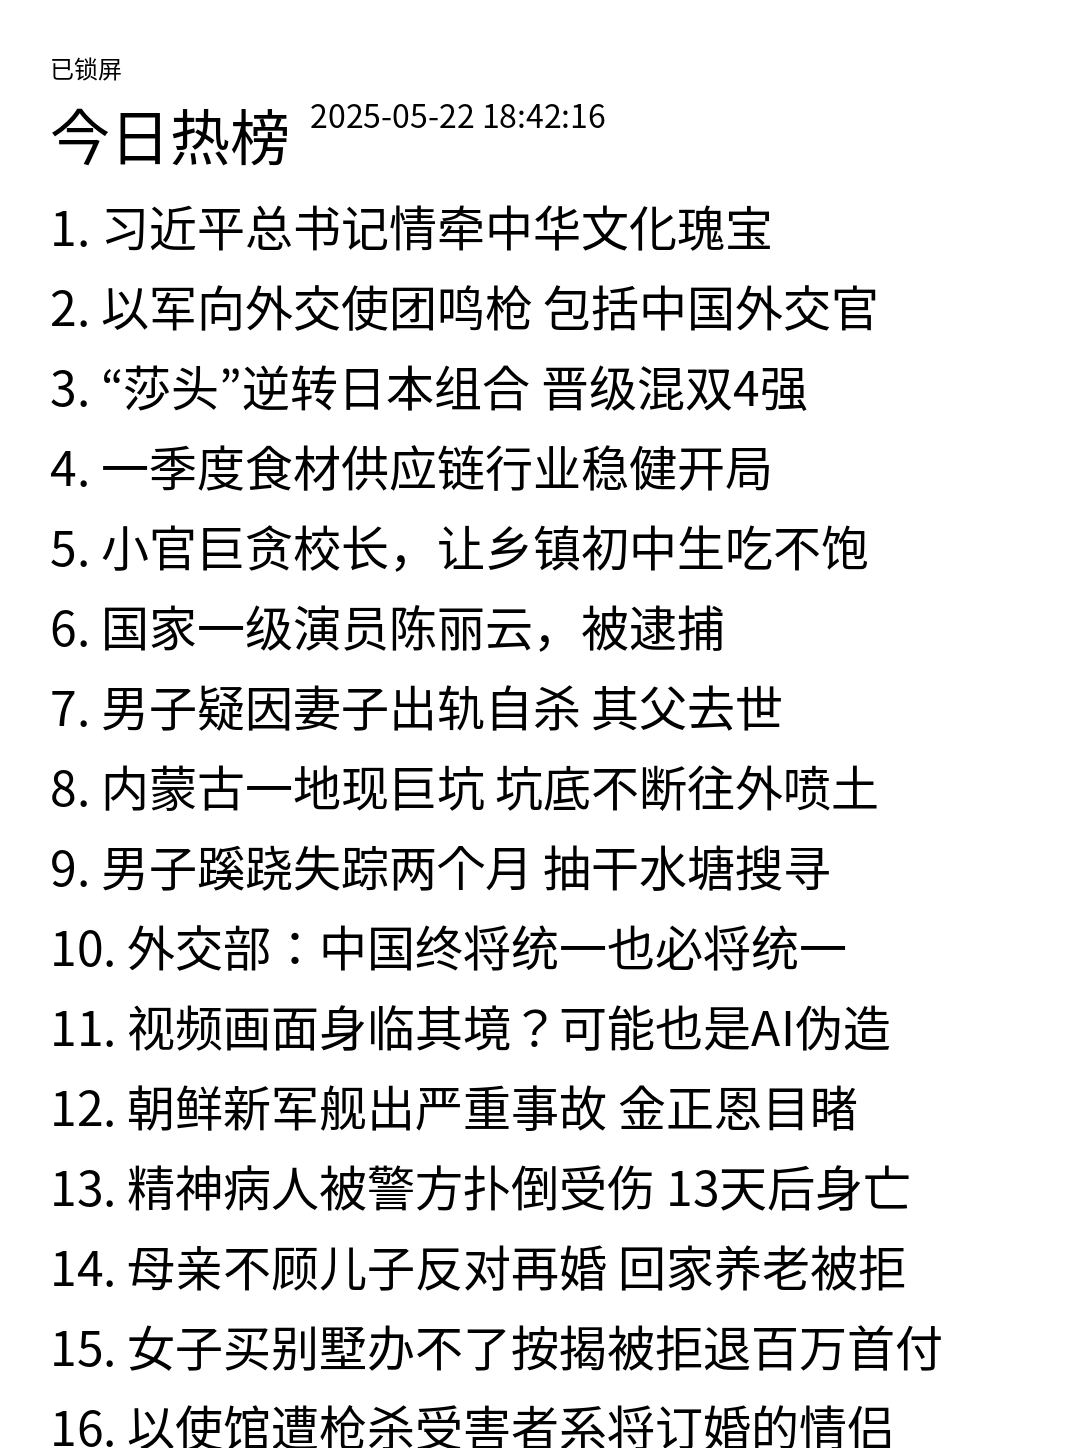 已锁屏
今日热榜 2025-05-22 18:42:16
1. 习近平总书记情牵中华文化瑰宝
2. 以军向外交使团鸣枪 包括中国外交官
3. “莎头”逆转日本组合 晋级混双4强
4. 一季度食材供应链行业稳健开局
5. 小官巨贪校长，让乡镇初中生吃不饱
6. 国家一级演员陈丽云，被逮捕
7. 男子疑因妻子出轨自杀 其父去世
8. 内蒙古一地现巨坑 坑底不断往外喷土
9. 男子蹊跷失踪两个月 抽干水塘搜寻
10. 外交部：中国终将统一也必将统一
11. 视频画面身临其境？可能也是AI伪造
12. 朝鲜新军舰出严重事故 金正恩目睹
13. 精神病人被警方扑倒受伤 13天后身亡
14. 母亲不顾儿子反对再婚 回家养老被拒
15. 女子买别墅办不了按揭被拒退百万首付
16. 以使馆遭枪杀受害者系将订婚的情侣